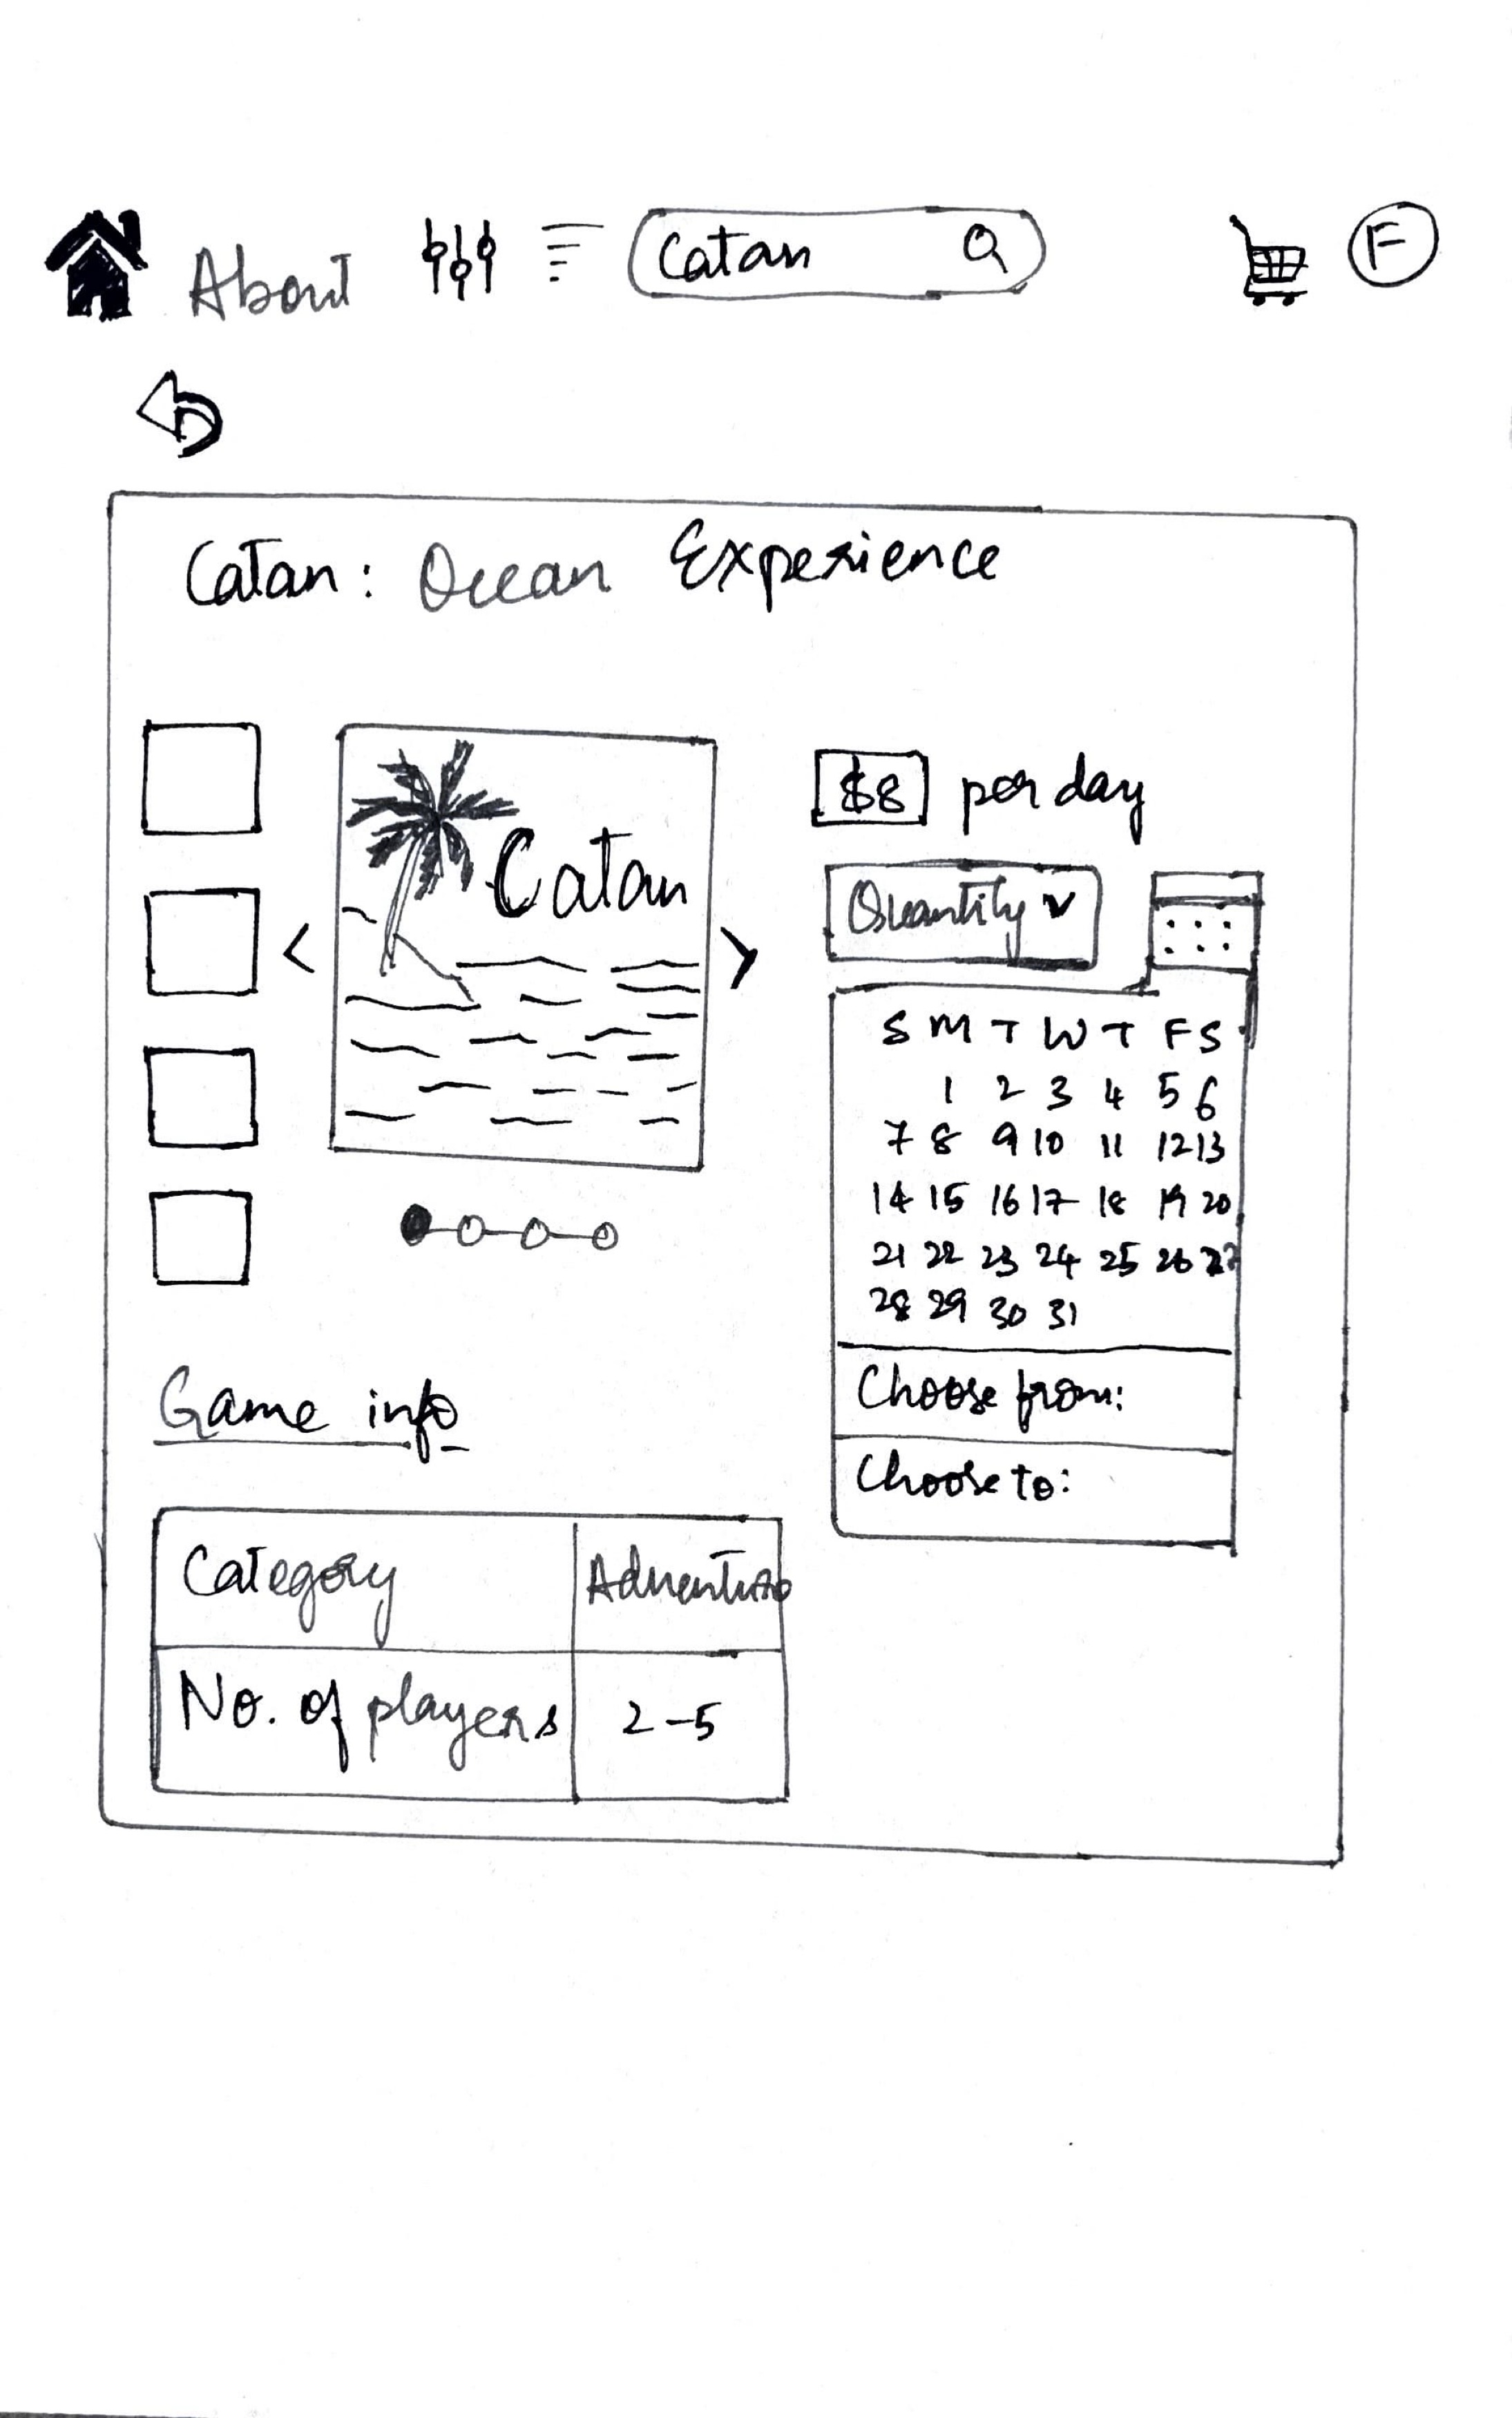 About
Catan
F
Catan: Ocean Experience
Catan
$8 per day
Quantity
S M T W T F S
1 2 3 4 5 6
7 8 9 10 11 12 13
14 15 16 17 18 19 20
21 22 23 24 25 26 27
28 29 30 31
Choose from:
Choose to:
Game info
Category Adventure
No. of players 2-5